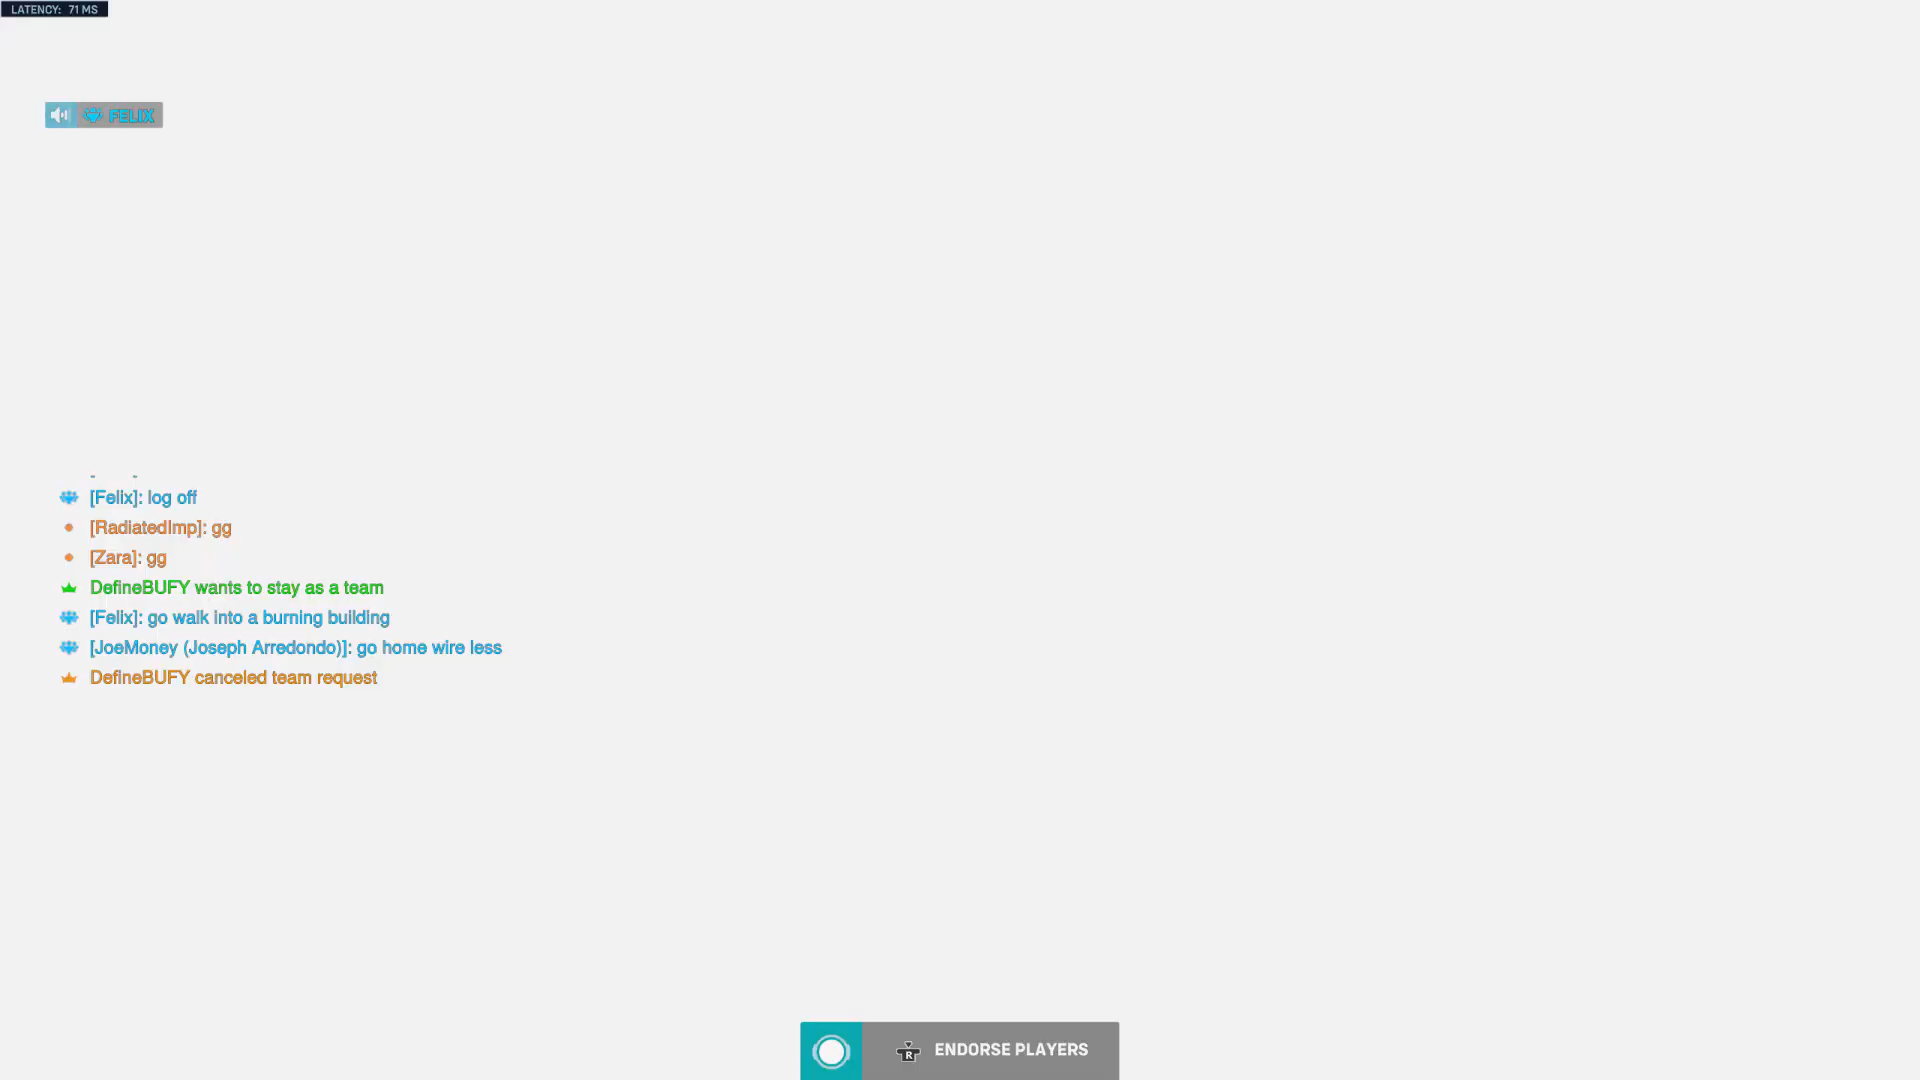 LATENCY: 71 MS
FELIX
[Felix]: log off
[RadiatedImp]: gg
[Zara]: gg
DefineBUFY wants to stay as a team
[Felix]: go walk into a burning building
[JoeMoney (Joseph Arredondo)]: go home wire less
DefineBUFY canceled team request
R ENDORSE PLAYERS